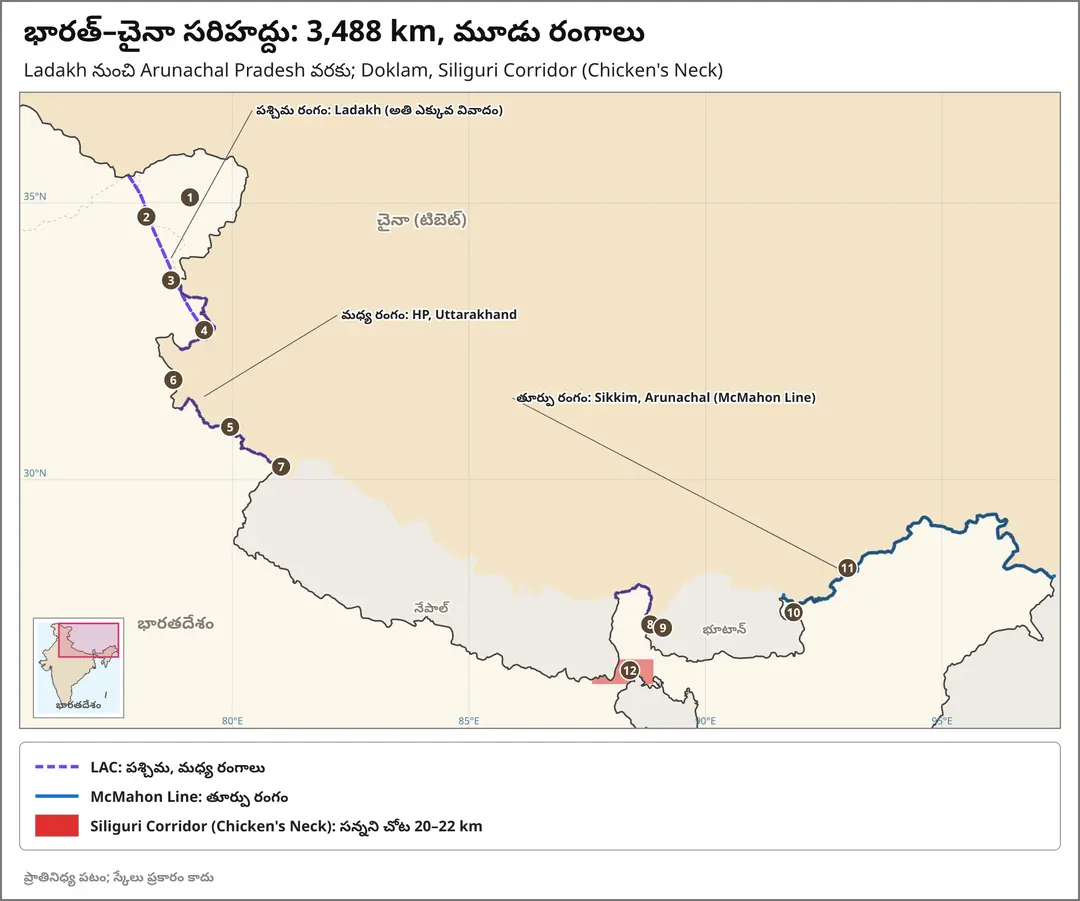 భారత్–చైనా సరిహద్దు: 3,488 km, మూడు రంగాలు
Ladakh నుంచి Arunachal Pradesh వరకు; Doklam, Siliguri Corridor (Chicken's Neck)
పశ్చిమ రంగం: Ladakh (అతి ఎక్కువ వివాదం)
35°N
1
2
చైనా (టిబెట్)
3
మధ్య రంగం: HP, Uttarakhand
4
6
తూర్పు రంగం: Sikkim, Arunachal (McMahon Line)
5
7
30°N
11
నేపాల్
10
8
9
భూటాన్
భారతదేశం
12
భారతదేశం
80°E
85°E
90°E
95°E
LAC: పశ్చిమ, మధ్య రంగాలు
McMahon Line: తూర్పు రంగం
Siliguri Corridor (Chicken's Neck): సన్నని చోట 20–22 km
ప్రాతినిధ్య పటం; స్కేలు ప్రకారం కాదు